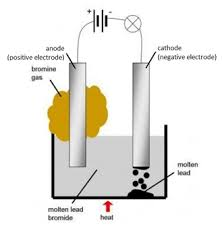 + -
anode
(positive electrode)
cathode
(negative electrode)
bromine
gas
molten
lead
molten lead
bromide
heat